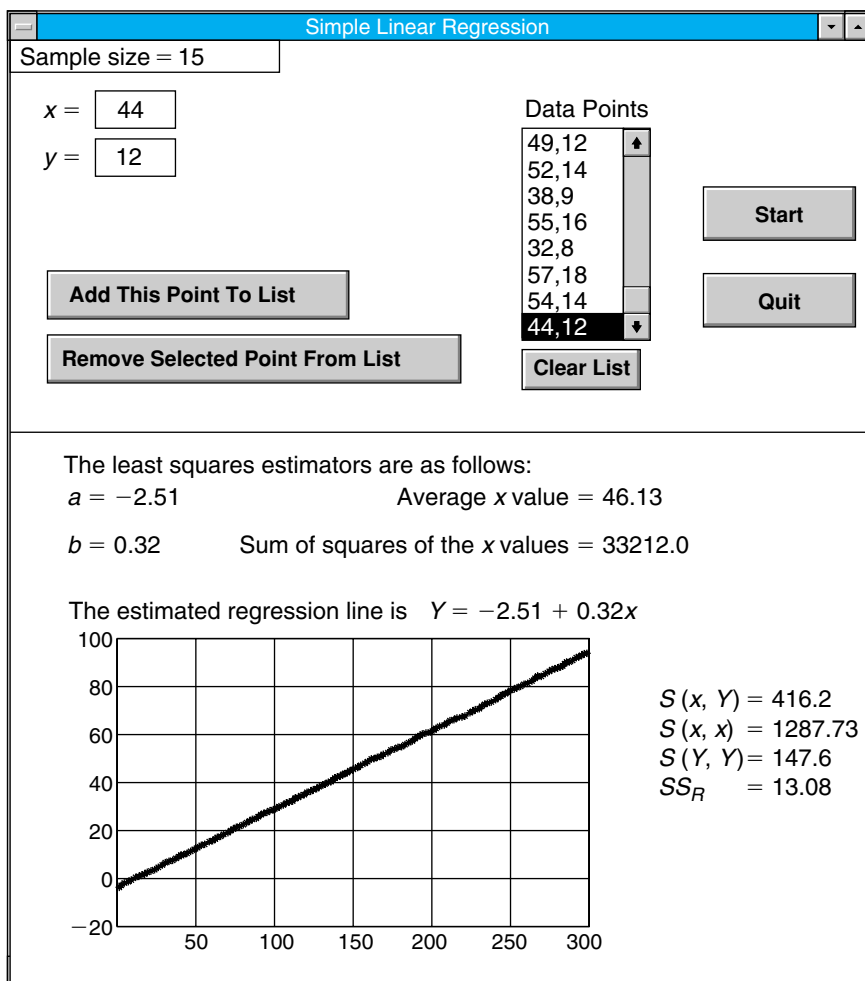 Simple Linear Regression
Sample size = 15
x = 44
y = 12
Data Points
49,12
52,14
38,9
55,16
32,8
57,18
54,14
44,12
Start
Quit
Add This Point To List
Remove Selected Point From List
Clear List
The least squares estimators are as follows:
a = −2.51 Average x value = 46.13
b = 0.32 Sum of squares of the x values = 33212.0
The estimated regression line is Y = −2.51 + 0.32x
100
80
60
40
20
0
−20
50 100 150 200 250 300
S (x, Y) = 416.2
S (x, x) = 1287.73
S (Y, Y) = 147.6
SS_R = 13.08